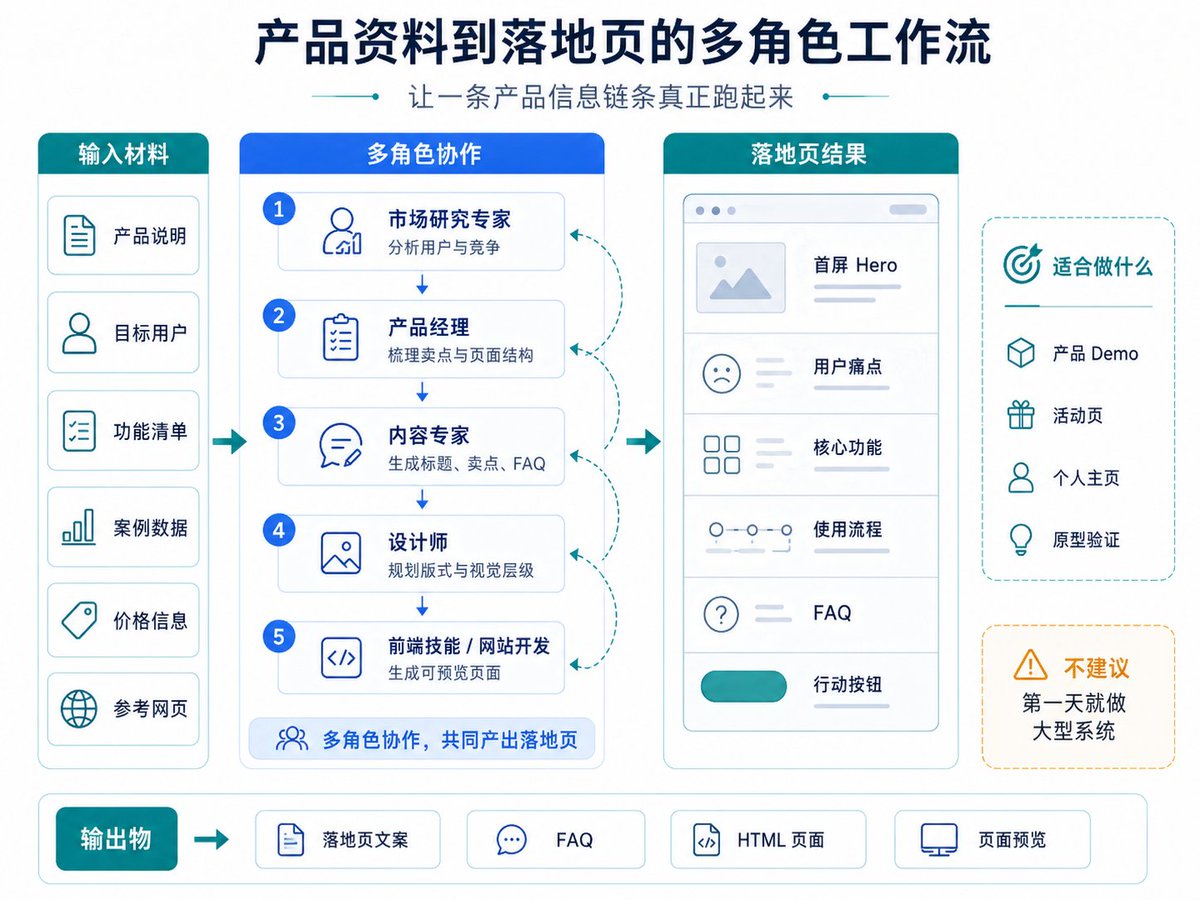 产品资料到落地页的多角色工作流
让一条产品信息链条真正跑起来
输入材料
产品说明
目标用户
功能清单
案例数据
价格信息
参考网页
多角色协作
1
市场研究专家
分析用户与竞争
2
产品经理
梳理卖点与页面结构
3
内容专家
生成标题、卖点、FAQ
4
设计师
规划版式与视觉层级
5
前端技能 / 网站开发
生成可预览页面
多角色协作，共同产出落地页
落地页结果
首屏 Hero
用户痛点
核心功能
使用流程
FAQ
行动按钮
适合做什么
产品 Demo
活动页
个人主页
原型验证
不建议
第一天就做
大型系统
输出物
落地页文案
FAQ
HTML 页面
页面预览